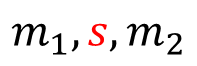 m₁, s, m₂